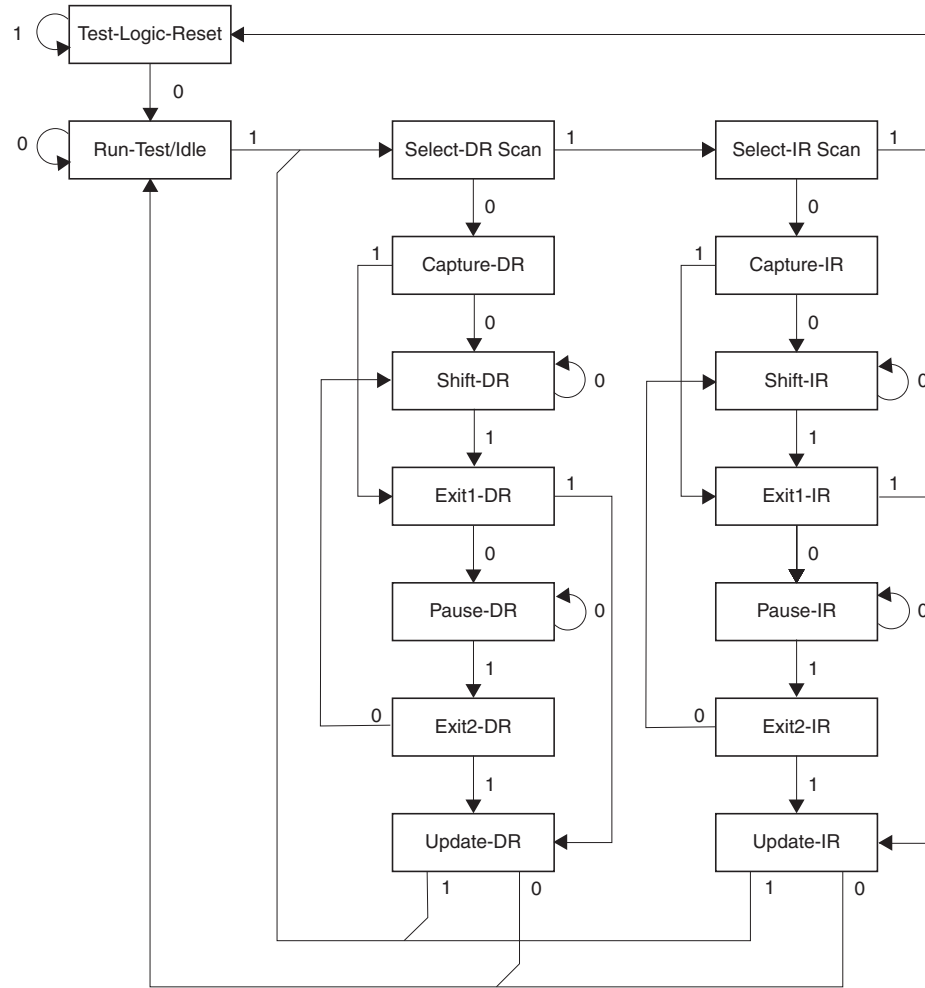 1 Test-Logic-Reset
0
0 Run-Test/Idle 1 Select-DR Scan 1 Select-IR Scan 1
0 0
1 Capture-DR 1 Capture-IR
0 0
Shift-DR 0 Shift-IR 0
1 1
Exit1-DR 1 Exit1-IR 1
0 0
Pause-DR 0 Pause-IR 0
1 1
0 Exit2-DR 0 Exit2-IR
1 1
Update-DR Update-IR
1 0 1 0